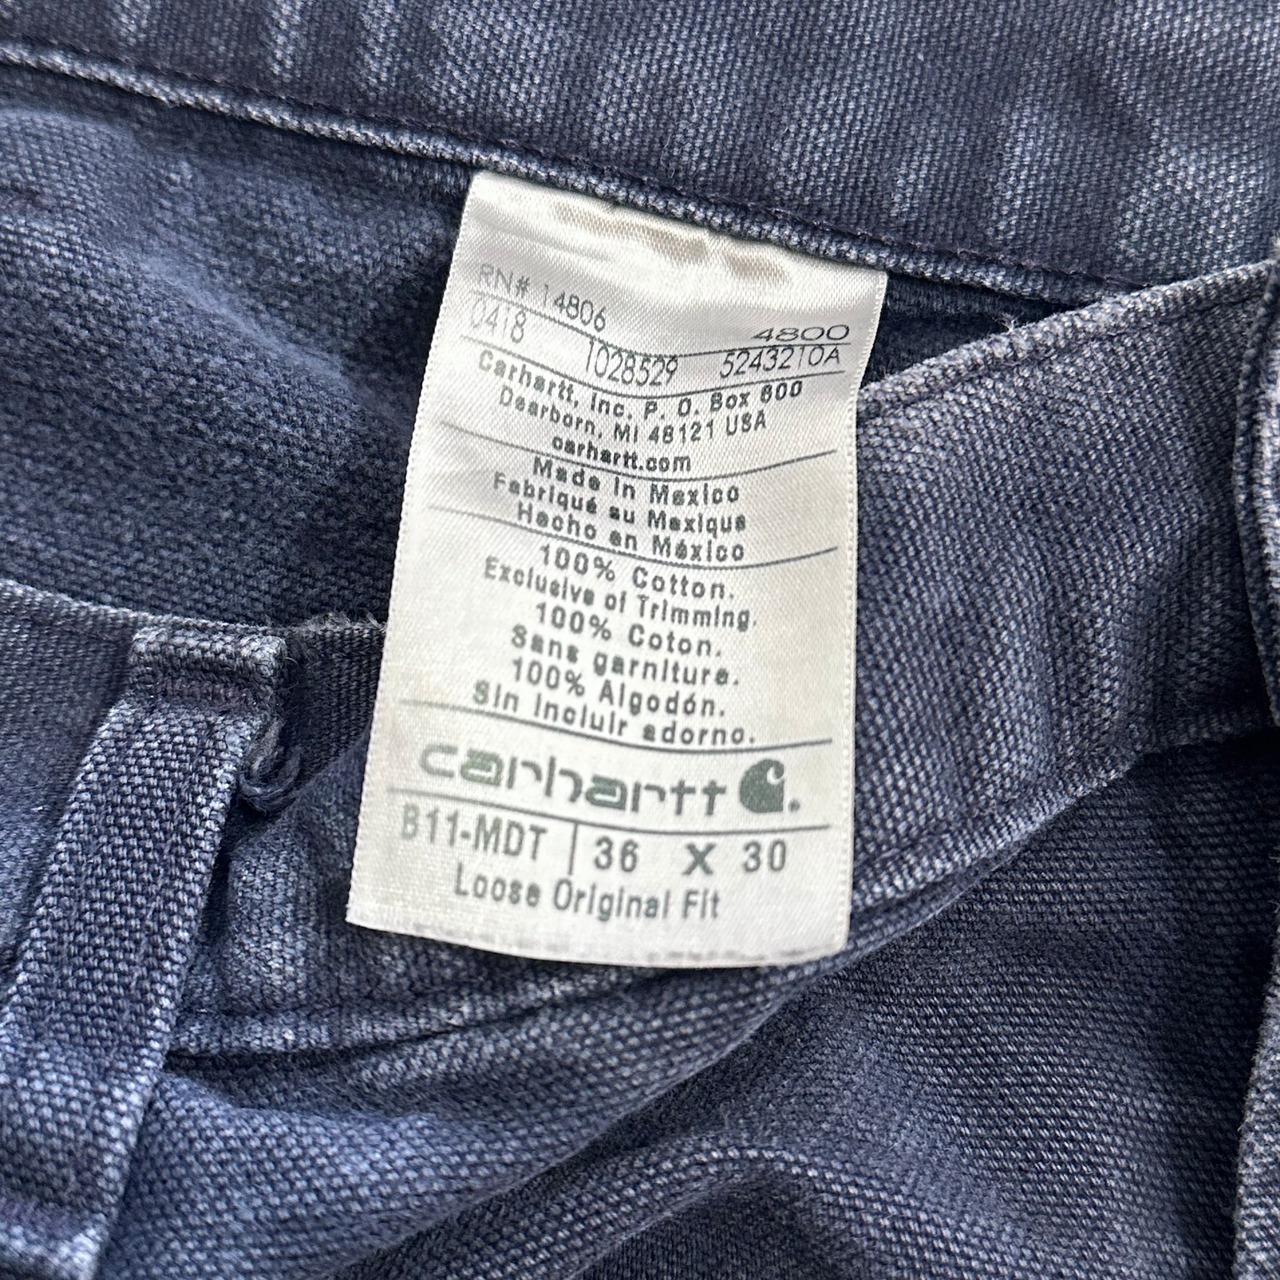 RN# 14806 4800
0418 1028529 5243210A
Carhartt, Inc. P. O. Box 600
Dearborn, MI 48121 USA
carhartt.com
Made in Mexico
Fabriqué au Mexique
Hecho en México
100% Cotton.
Exclusive of Trimming.
100% Coton.
Sans garniture.
100% Algodón.
Sin incluir adorno.
carhartt
B11-MDT | 36 X 30
Loose Original Fit